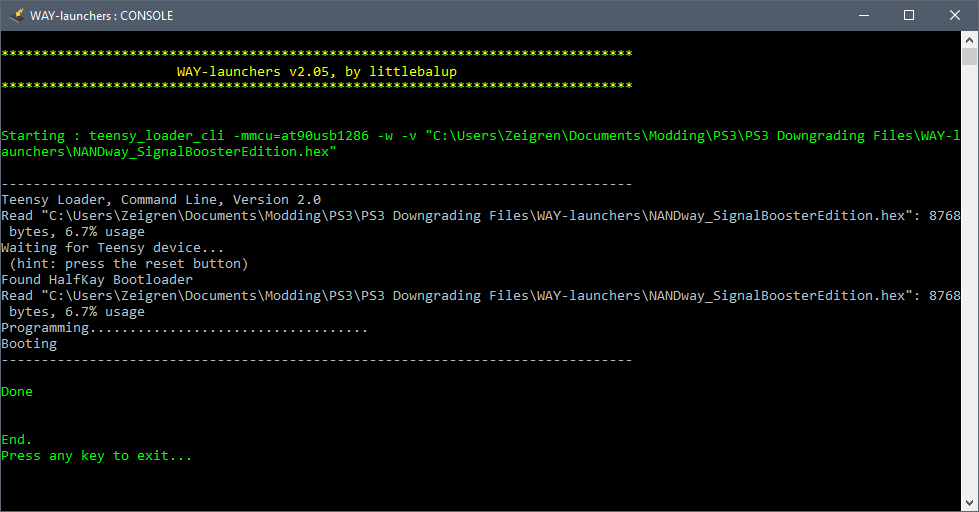 WAY-launchers : CONSOLE
*******************************************************************************
WAY-launchers v2.05, by littlebalup
*******************************************************************************
Starting : teensy_loader_cli -mmcu=at90usb1286 -w -v "C:\Users\Zeigren\Documents\Modding\PS3\PS3 Downgrading Files\WAY-l
aunchers\NANDway_SignalBoosterEdition.hex"
-------------------------------------------------------------------------------
Teensy Loader, Command Line, Version 2.0
Read "C:\Users\Zeigren\Documents\Modding\PS3\PS3 Downgrading Files\WAY-launchers\NANDway_SignalBoosterEdition.hex": 8768
 bytes, 6.7% usage
Waiting for Teensy device...
 (hint: press the reset button)
Found HalfKay Bootloader
Read "C:\Users\Zeigren\Documents\Modding\PS3\PS3 Downgrading Files\WAY-launchers\NANDway_SignalBoosterEdition.hex": 8768
 bytes, 6.7% usage
Programming...................................
Booting
-------------------------------------------------------------------------------
Done
End.
Press any key to exit...